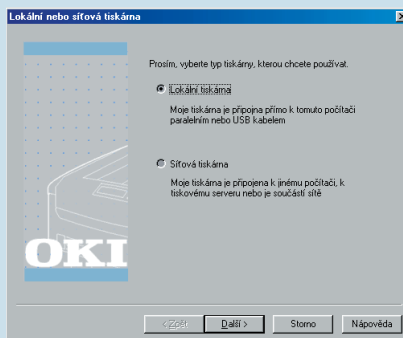 Lokální nebo síťová tiskárna
Prosím, vyberte typ tiskárny, kterou chcete používat.
Lokální tiskárna
Moje tiskárna je připojna přímo k tomuto počítači
paralelním nebo USB kabelem
Síťová tiskárna
Moje tiskárna je připojena k jinému počítači, k
tiskovému serveru nebo je součástí sítě
OKI
< Zpět
Další >
Storno
Nápověda